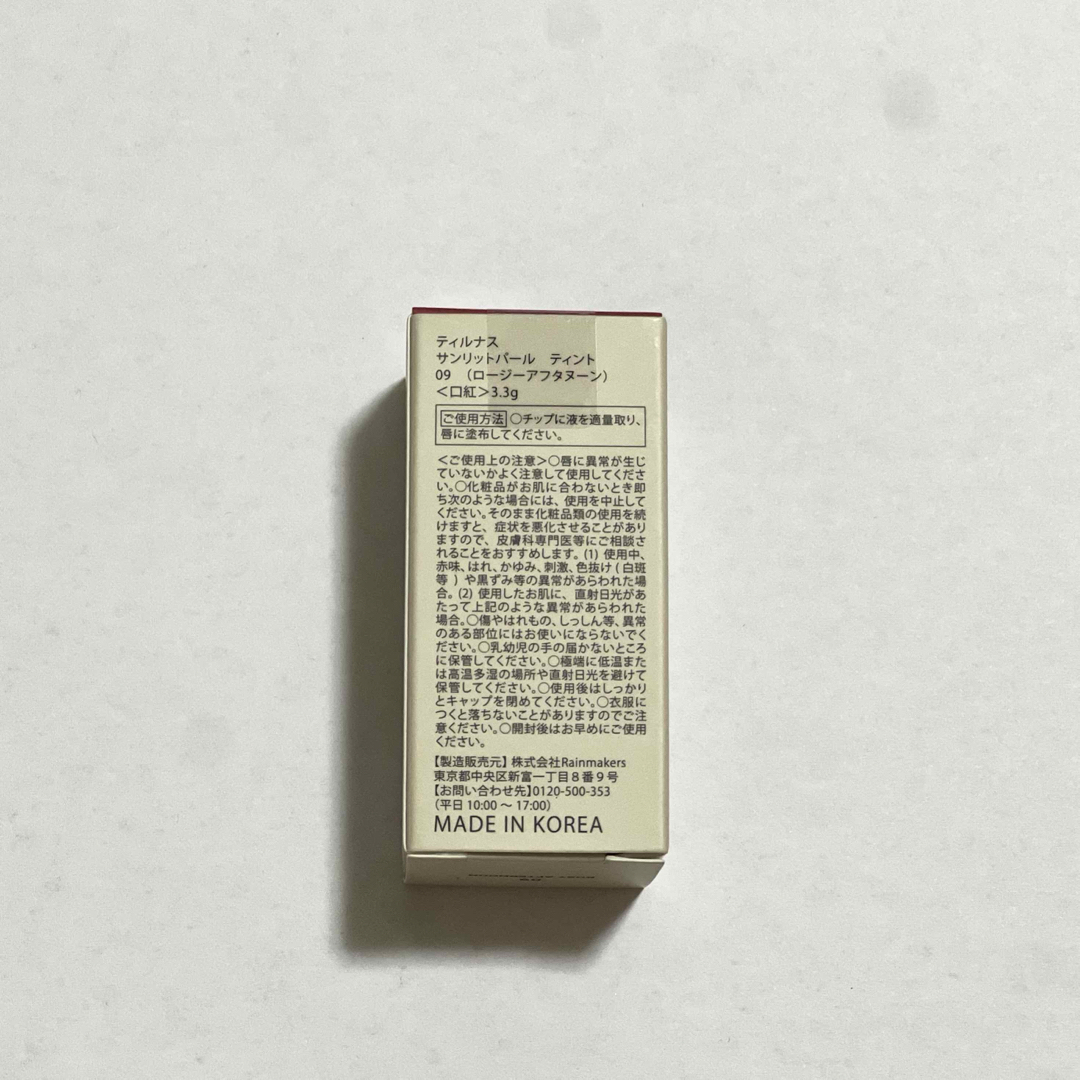 ティルナス
サンリットパール　ティント
09　（ロージーアフタヌーン）
＜口紅＞3.3g
ご使用方法 ○チップに液を適量取り、
唇に塗布してください。
＜ご使用上の注意＞○唇に異常が生じ
ていないかよく注意して使用してくださ
い。○化粧品がお肌に合わないとき即
ち次のような場合には、使用を中止して
ください。そのまま化粧品類の使用を続
けますと、症状を悪化させることがあり
ますので、皮膚科専門医等にご相談さ
れることをおすすめします。(1) 使用中、
赤味、はれ、かゆみ、刺激、色抜け ( 白斑
等 ) や黒ずみ等の異常があらわれた場
合。(2) 使用したお肌に、直射日光があ
たって上記のような異常があらわれた
場合。○傷やはれもの、しっしん等、異常
のある部位にはお使いにならないでく
ださい。○乳幼児の手の届かないところ
に保管してください。○極端に低温また
は高温多湿の場所や直射日光を避けて
保管してください。○使用後はしっかり
とキャップを閉めてください。○衣服に
つくと落ちないことがありますのでご注
意ください。○開封後はお早めにご使用
ください。
【製造販売元】 株式会社Rainmakers
東京都中央区新富一丁目８番９号
【お問い合わせ先】0120-500-353
（平日 10:00 ～ 17:00）
MADE IN KOREA